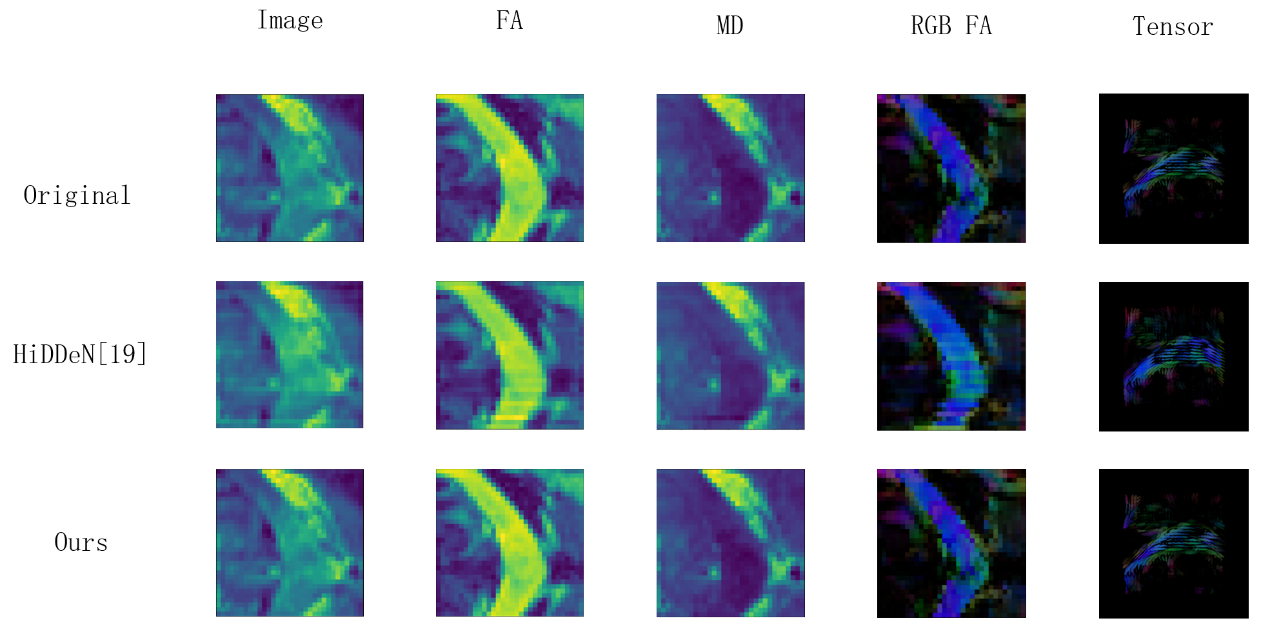 Image FA MD RGB FA Tensor
Original
HiDDeN[19]
Ours